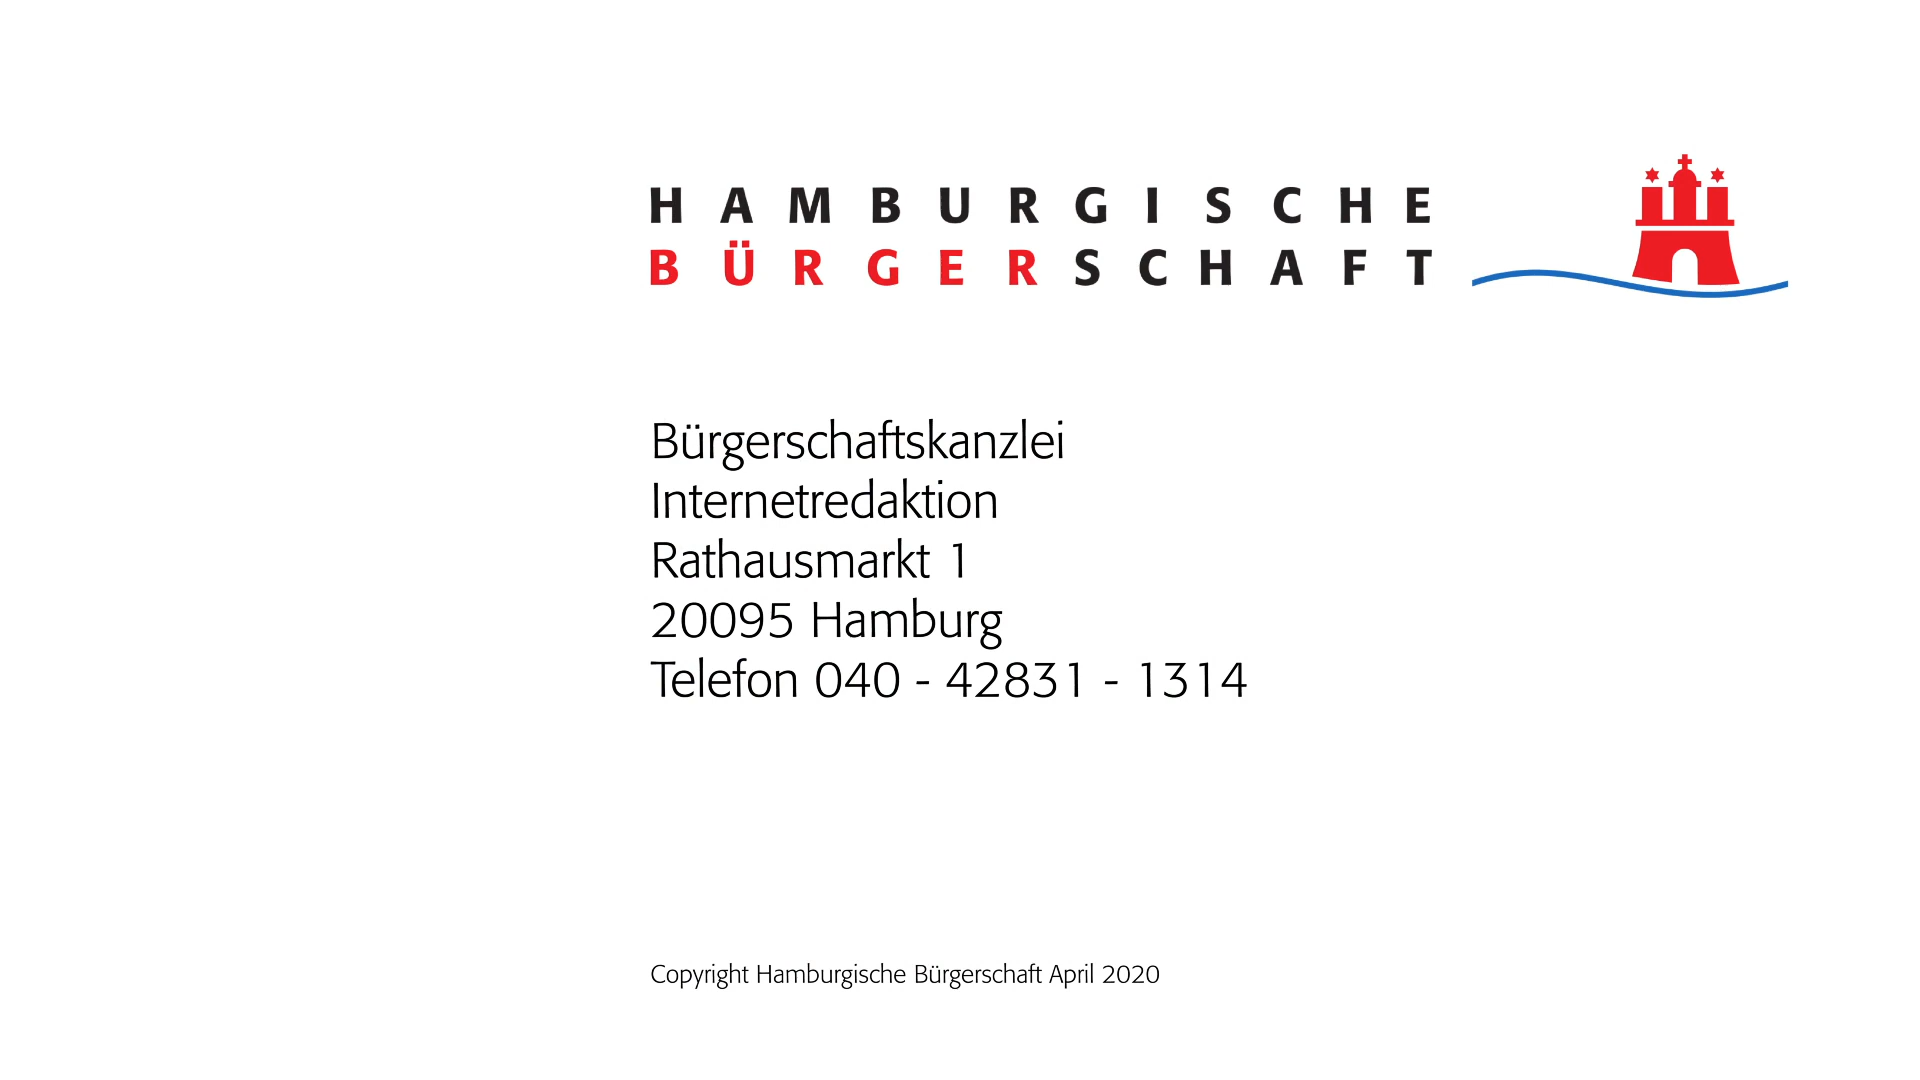 HAMBURGISCHE
BÜRGERSCHAFT
Bürgerschaftskanzlei
Internetredaktion
Rathausmarkt 1
20095 Hamburg
Telefon 040 - 42831 - 1314
Copyright Hamburgische Bürgerschaft April 2020